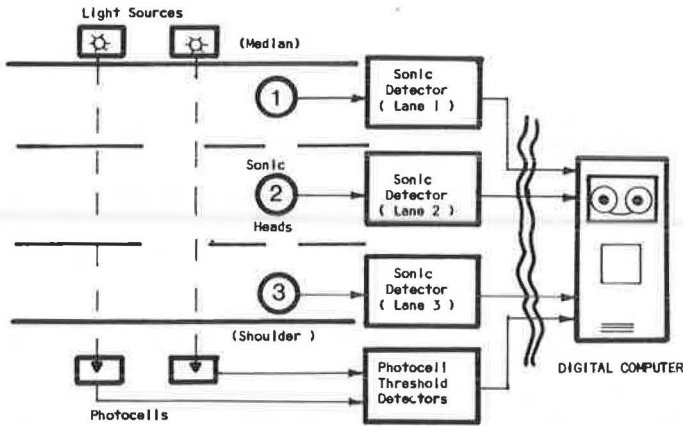 Light Sources
(Median)
1
Sonic
Detector
( Lane 1 )
Sonic
2
Heads
Sonic
Detector
( Lane 2 )
3
Sonic
Detector
( Lane 3 )
(Shoulder )
Photocell
Threshold
Detectors
Photocells
DIGITAL COMPUTER